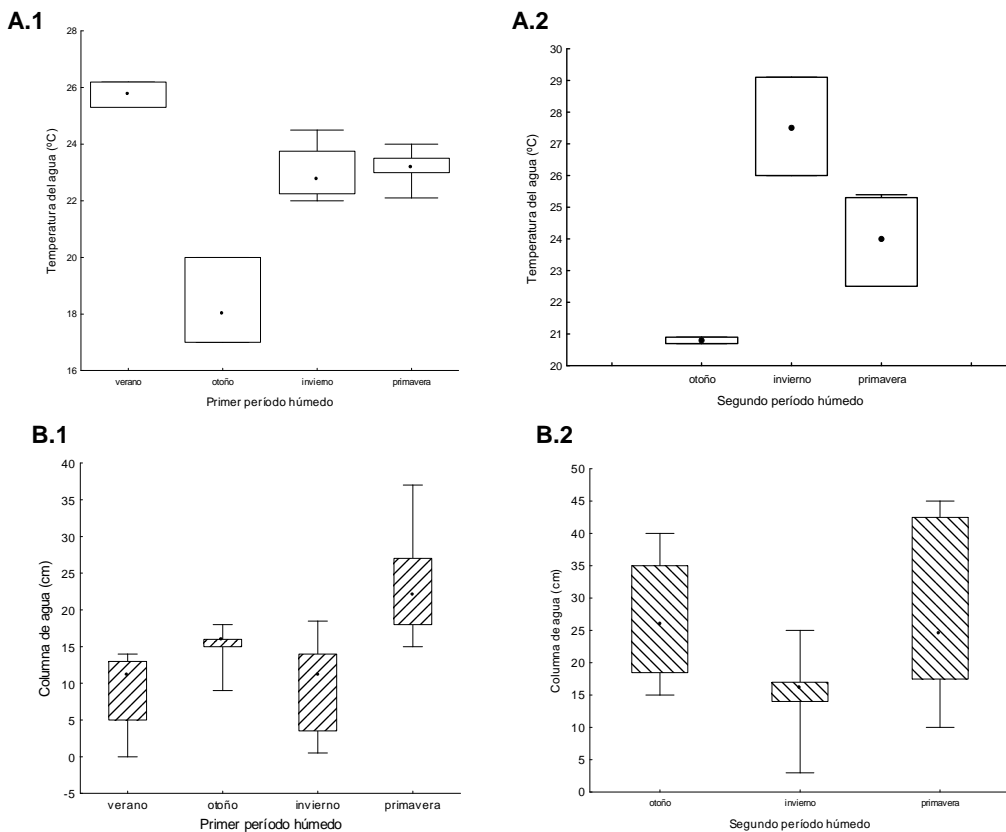 A.1
28
26
24
22
20
18
16
Temperatura del agua (ºC)
verano otoño invierno primavera
Primer período húmedo
A.2
30
29
28
27
26
25
24
23
22
21
20
Temperatura del agua (ºC)
otoño invierno primavera
Segundo período húmedo
B.1
40
35
30
25
20
15
10
5
0
-5
Columna de agua (cm)
verano otoño invierno primavera
Primer período húmedo
B.2
50
45
40
35
30
25
20
15
10
5
0
Columna de agua (cm)
otoño invierno primavera
Segundo período húmedo